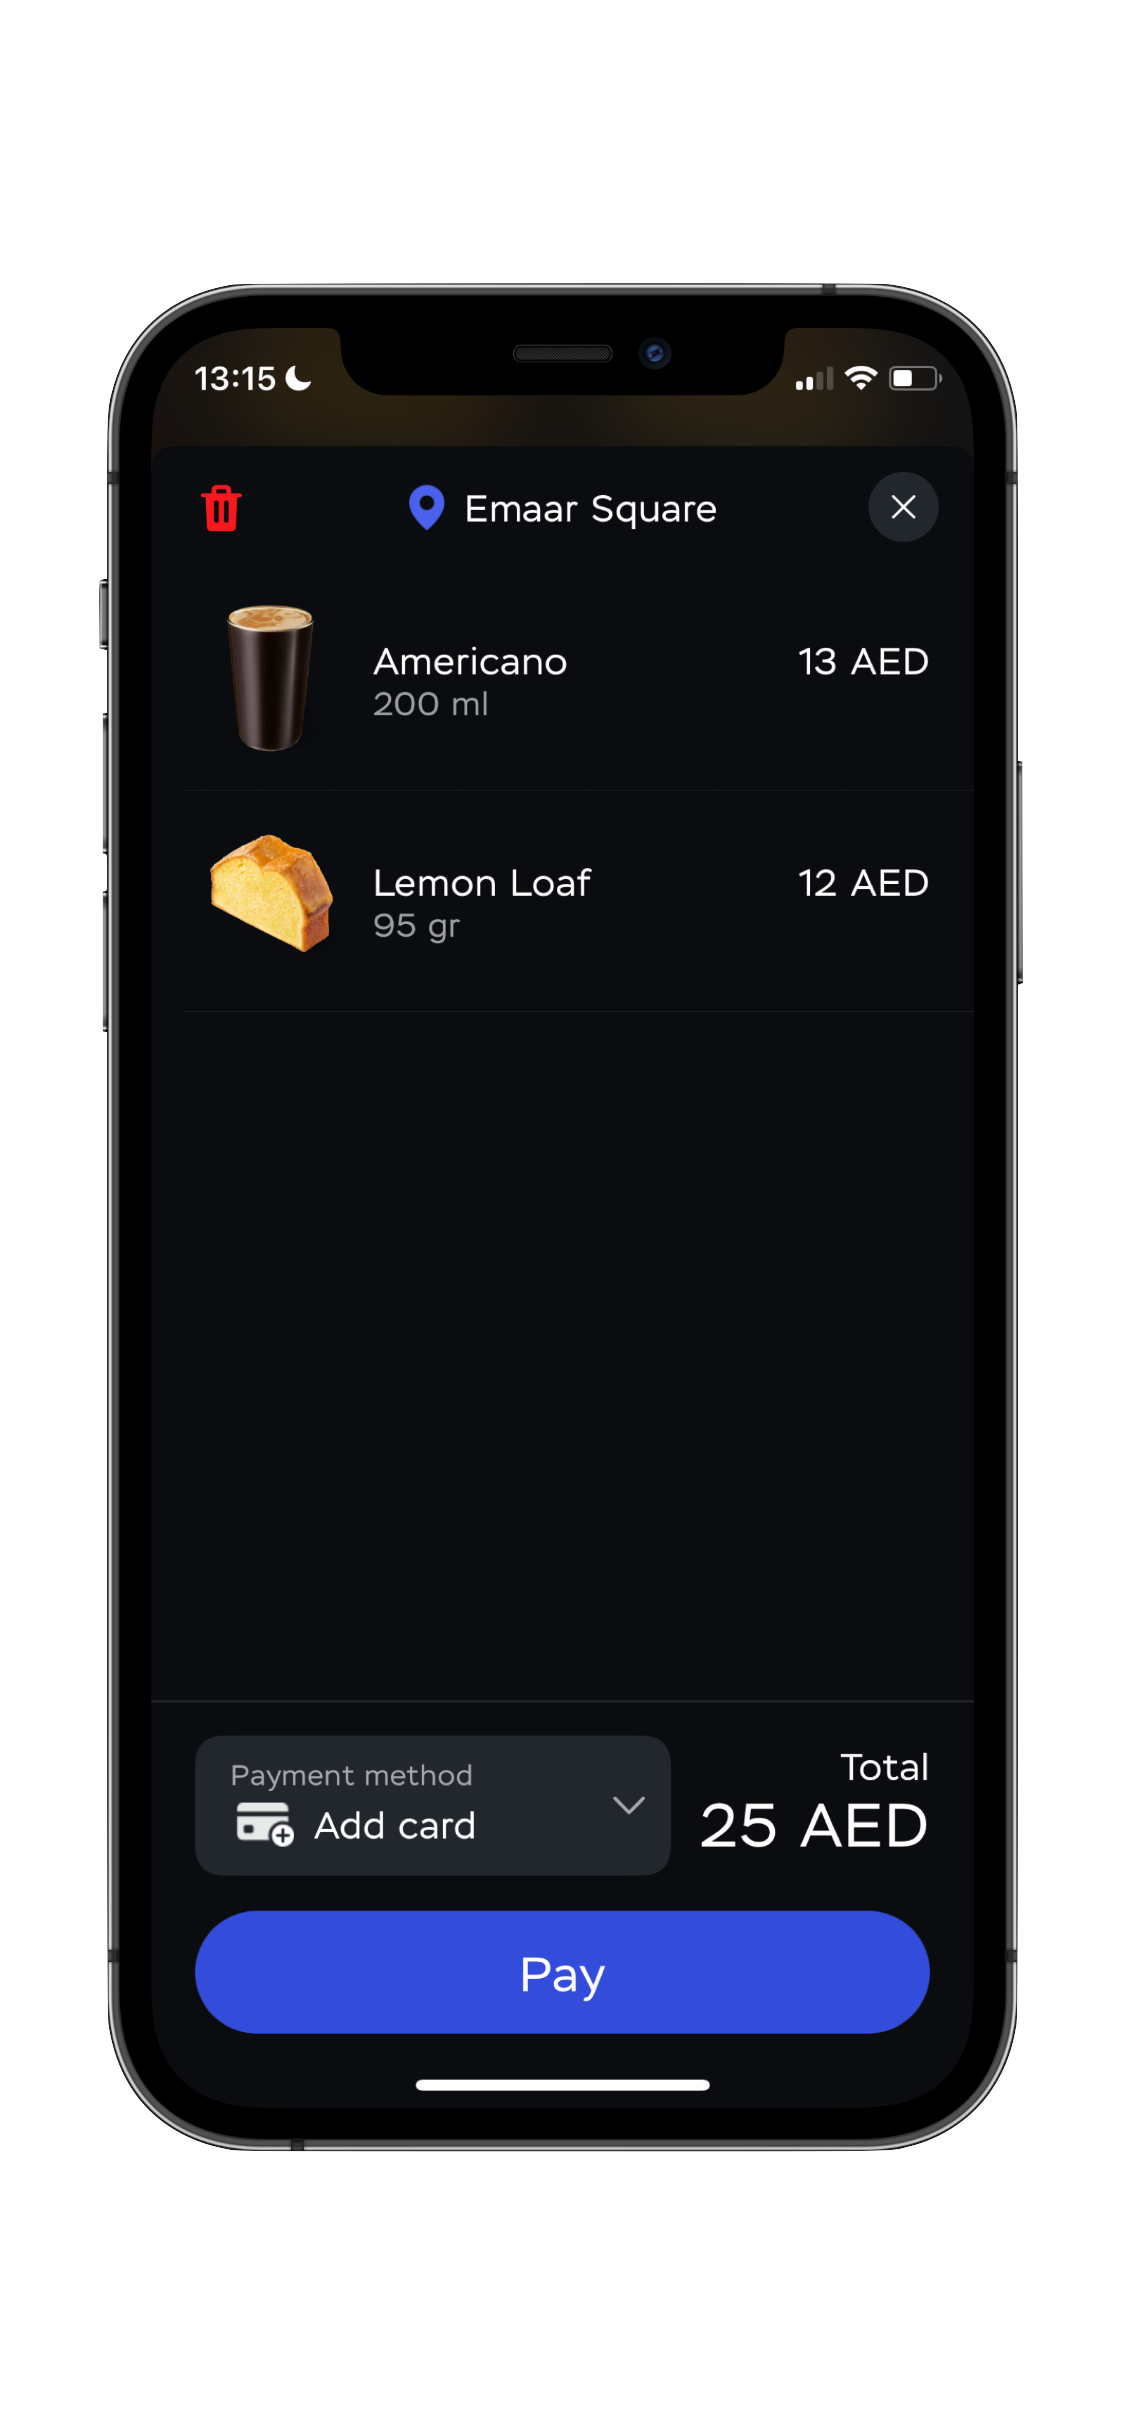 13:15
Emaar Square
Americano
13 AED
200 ml
Lemon Loaf
12 AED
95 gr
Payment method
Add card
Total
25 AED
Pay